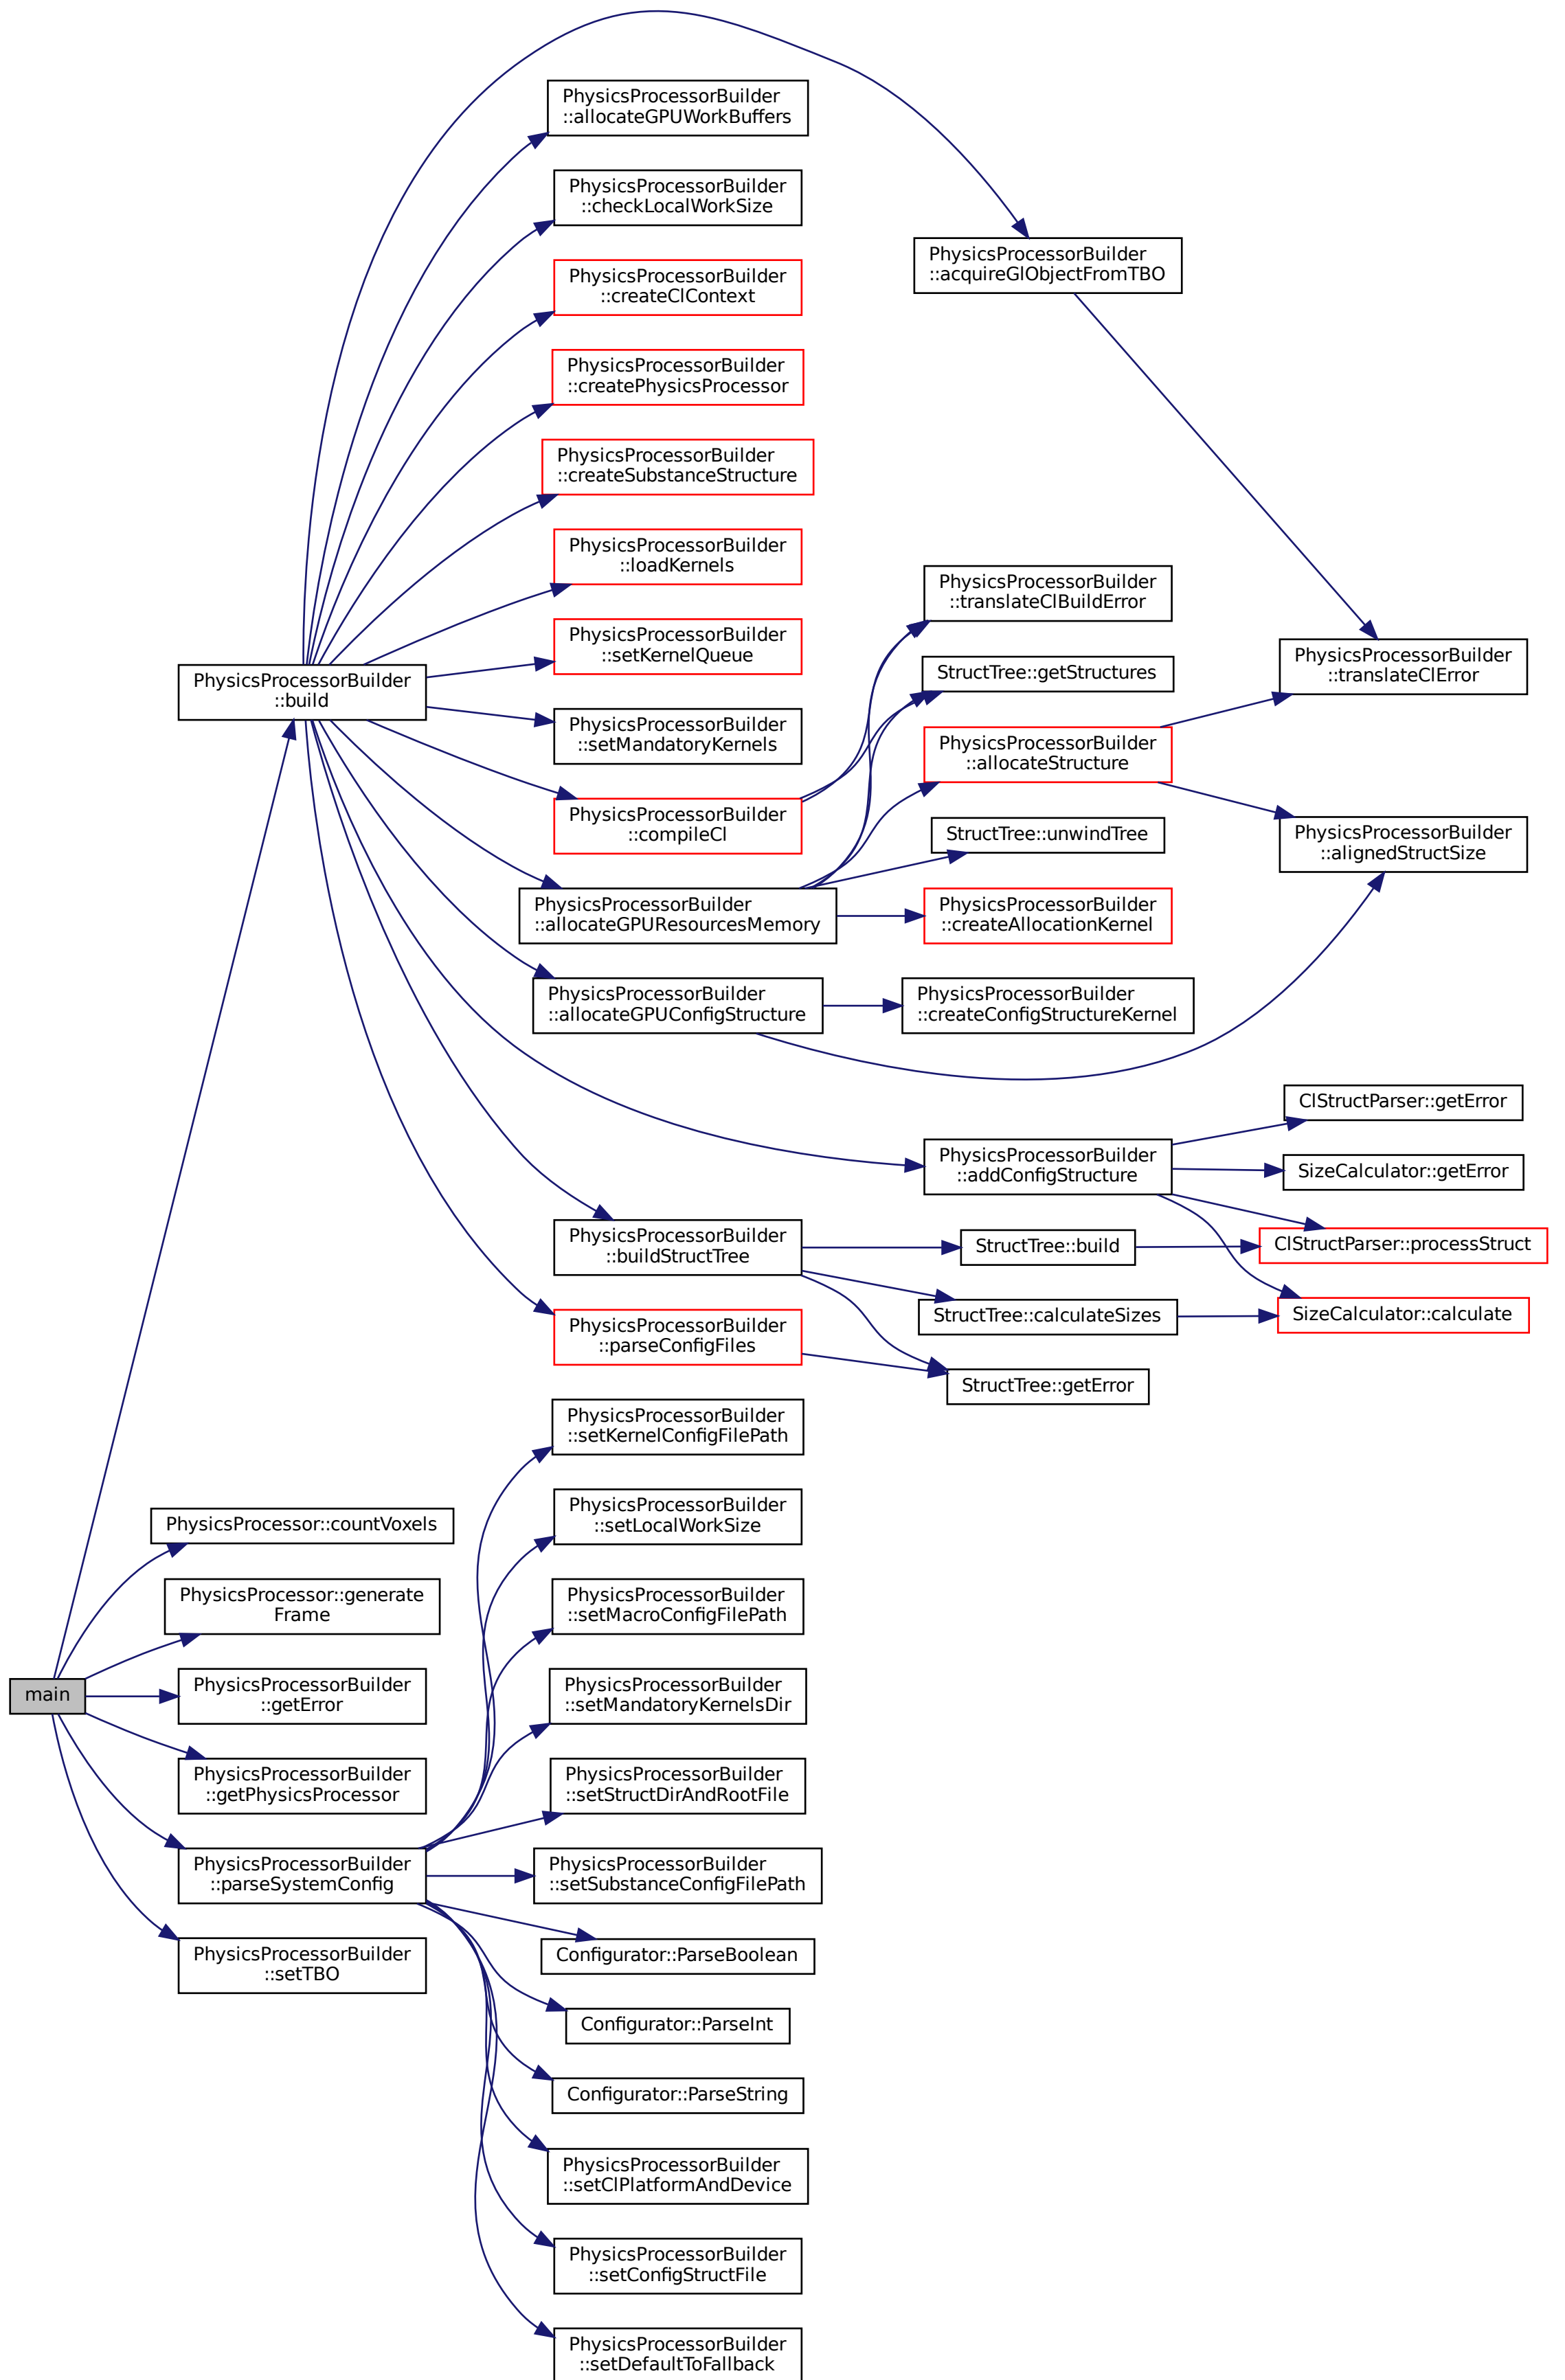 PhysicsProcessorBuilder
::allocateGPUWorkBuffers
PhysicsProcessorBuilder
::checkLocalWorkSize
PhysicsProcessorBuilder
::acquireGlObjectFromTBO
PhysicsProcessorBuilder
::createClContext
PhysicsProcessorBuilder
::createPhysicsProcessor
PhysicsProcessorBuilder
::createSubstanceStructure
PhysicsProcessorBuilder
::loadKernels
PhysicsProcessorBuilder
::translateClBuildError
PhysicsProcessorBuilder
::setKernelQueue
PhysicsProcessorBuilder
::translateClError
StructTree::getStructures
PhysicsProcessorBuilder
::build
PhysicsProcessorBuilder
::setMandatoryKernels
PhysicsProcessorBuilder
::allocateStructure
PhysicsProcessorBuilder
::compileCl
StructTree::unwindTree
PhysicsProcessorBuilder
::alignedStructSize
PhysicsProcessorBuilder
::allocateGPUResourcesMemory
PhysicsProcessorBuilder
::createAllocationKernel
PhysicsProcessorBuilder
::allocateGPUConfigStructure
PhysicsProcessorBuilder
::createConfigStructureKernel
ClStructParser::getError
PhysicsProcessorBuilder
::addConfigStructure
SizeCalculator::getError
PhysicsProcessorBuilder
::buildStructTree
StructTree::build
ClStructParser::processStruct
StructTree::calculateSizes
SizeCalculator::calculate
PhysicsProcessorBuilder
::parseConfigFiles
StructTree::getError
PhysicsProcessorBuilder
::setKernelConfigFilePath
PhysicsProcessor::countVoxels
PhysicsProcessorBuilder
::setLocalWorkSize
PhysicsProcessor::generate
Frame
PhysicsProcessorBuilder
::setMacroConfigFilePath
main
PhysicsProcessorBuilder
::getError
PhysicsProcessorBuilder
::setMandatoryKernelsDir
PhysicsProcessorBuilder
::getPhysicsProcessor
PhysicsProcessorBuilder
::setStructDirAndRootFile
PhysicsProcessorBuilder
::parseSystemConfig
PhysicsProcessorBuilder
::setSubstanceConfigFilePath
PhysicsProcessorBuilder
::setTBO
Configurator::ParseBoolean
Configurator::ParseInt
Configurator::ParseString
PhysicsProcessorBuilder
::setClPlatformAndDevice
PhysicsProcessorBuilder
::setConfigStructFile
PhysicsProcessorBuilder
::setDefaultToFallback